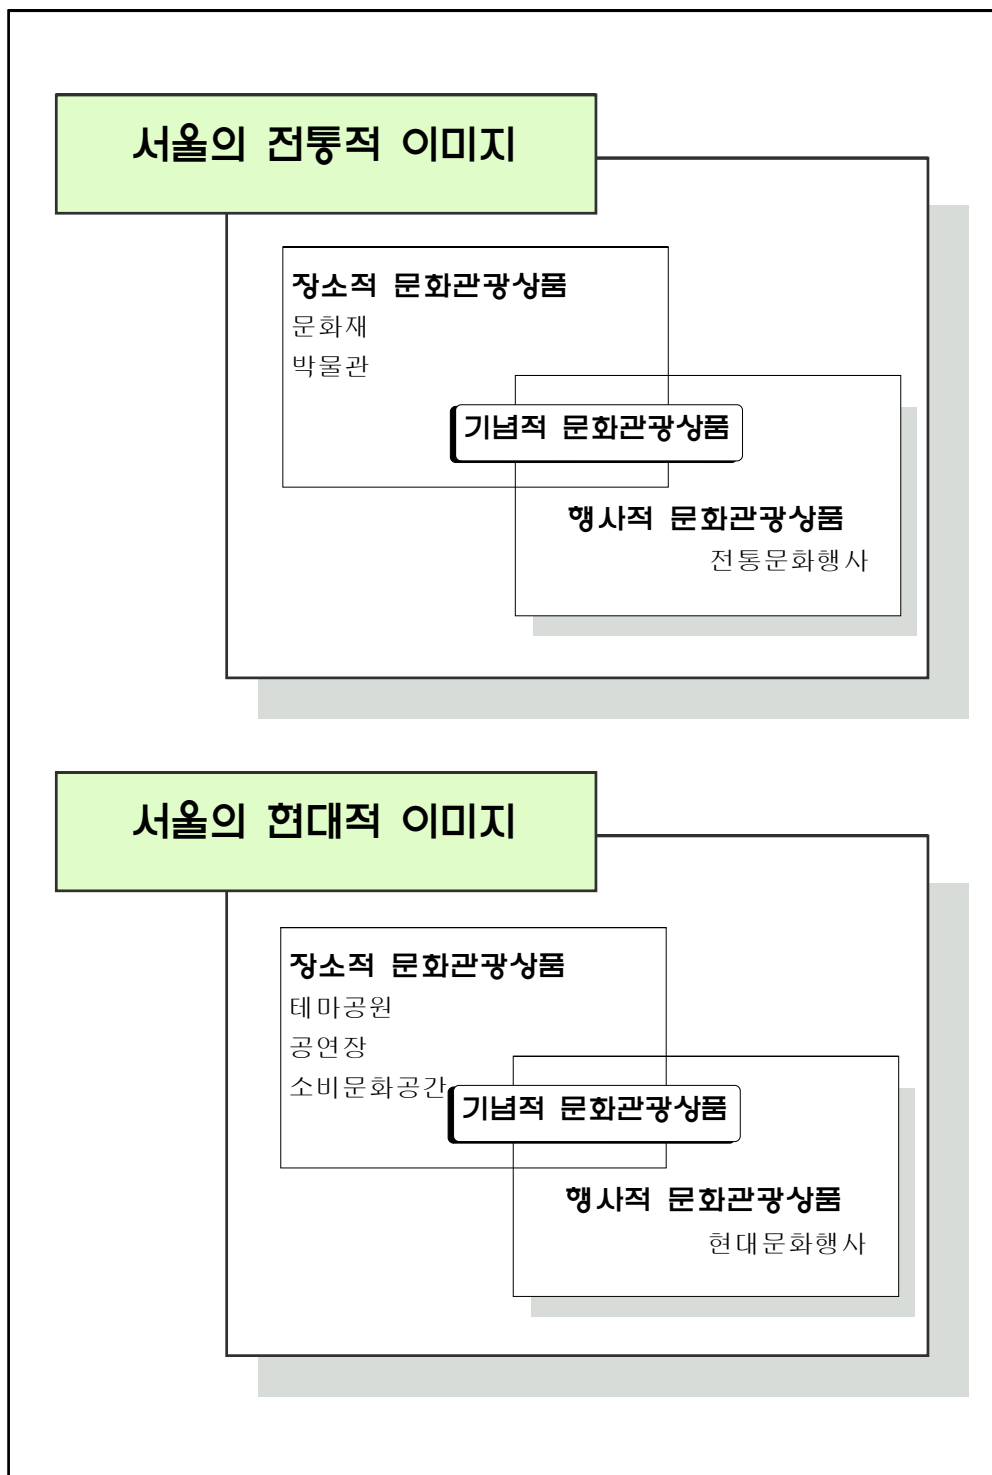 서울의 전통적 이미지
장소적 문화관광상품
문화재
박물관
기념적 문화관광상품
행사적 문화관광상품
전통문화행사
서울의 현대적 이미지
장소적 문화관광상품
테마공원
공연장
소비문화공간
기념적 문화관광상품
행사적 문화관광상품
현대문화행사